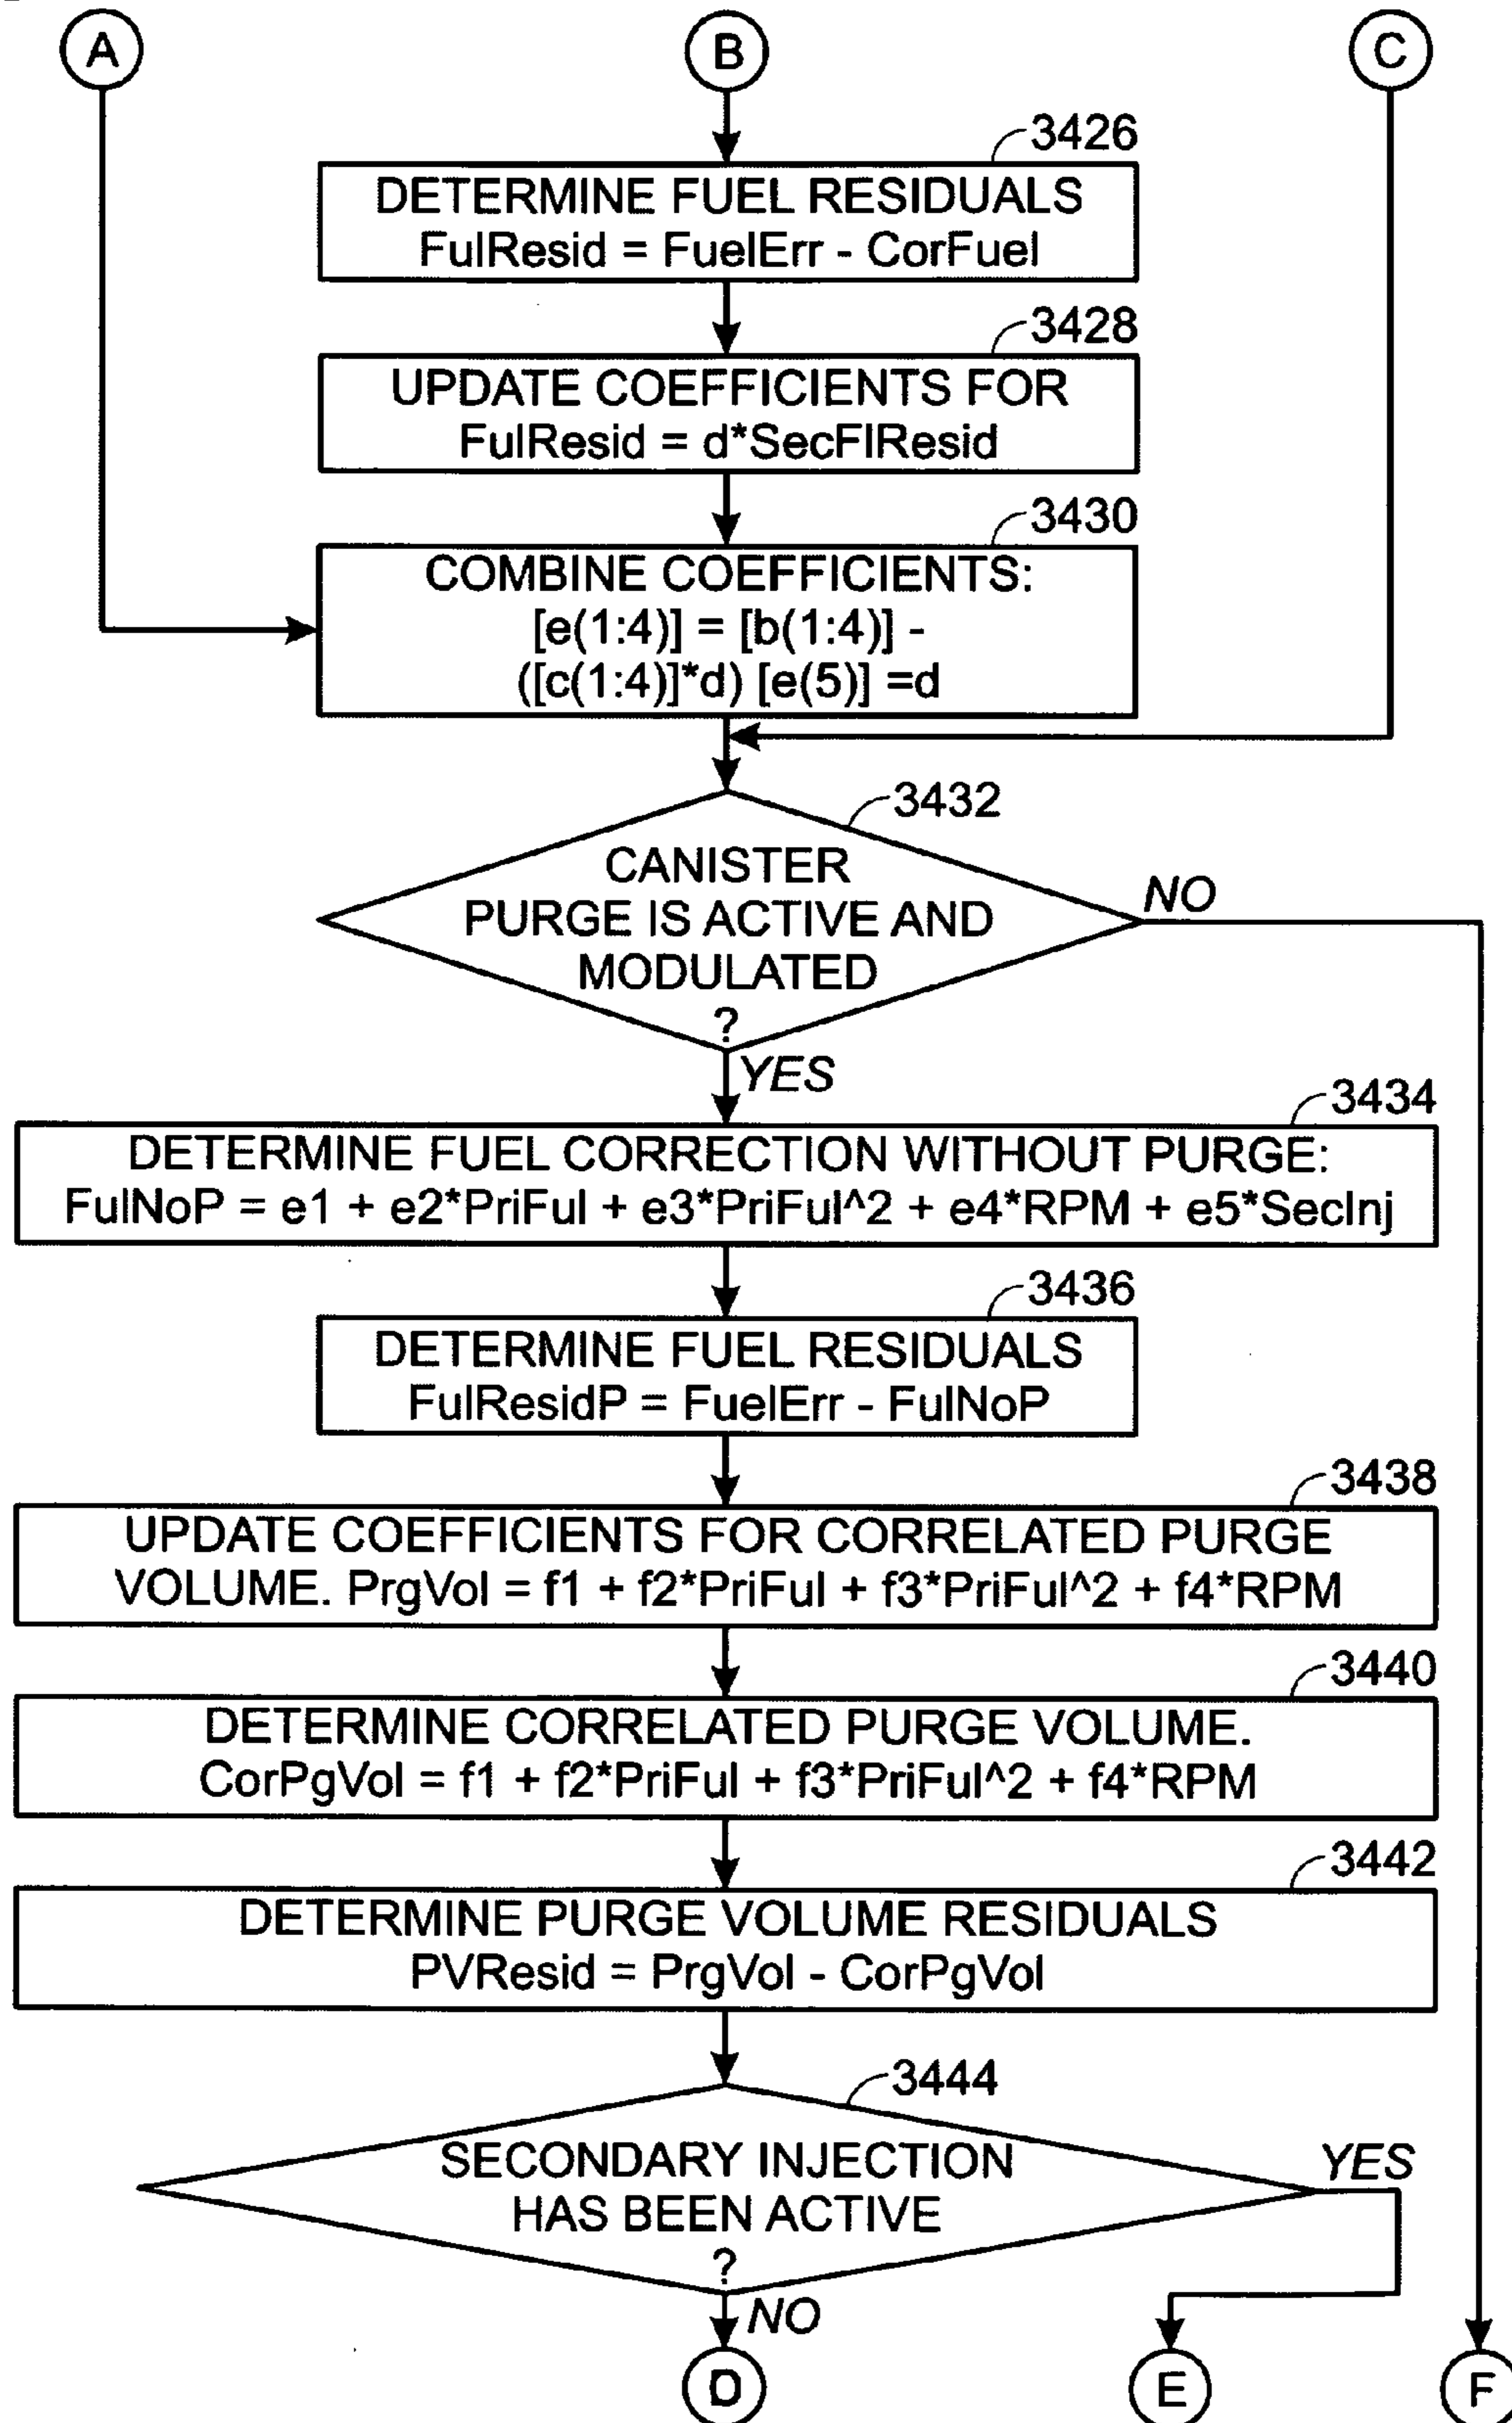 A
B
C
3426
DETERMINE FUEL RESIDUALS
FulResid = FuelErr - CorFuel
3428
UPDATE COEFFICIENTS FOR
FulResid = d*SecFlResid
3430
COMBINE COEFFICIENTS:
[e(1:4)] = [b(1:4)] -
([c(1:4)]*d) [e(5)] =d
3432
CANISTER
PURGE IS ACTIVE AND
MODULATED
?
NO
YES
3434
DETERMINE FUEL CORRECTION WITHOUT PURGE:
FulNoP = e1 + e2*PriFul + e3*PriFul^2 + e4*RPM + e5*SecInj
3436
DETERMINE FUEL RESIDUALS
FulResidP = FuelErr - FulNoP
3438
UPDATE COEFFICIENTS FOR CORRELATED PURGE
VOLUME. PrgVol = f1 + f2*PriFul + f3*PriFul^2 + f4*RPM
3440
DETERMINE CORRELATED PURGE VOLUME.
CorPgVol = f1 + f2*PriFul + f3*PriFul^2 + f4*RPM
3442
DETERMINE PURGE VOLUME RESIDUALS
PVResid = PrgVol - CorPgVol
3444
SECONDARY INJECTION
HAS BEEN ACTIVE
?
YES
NO
D
E
F